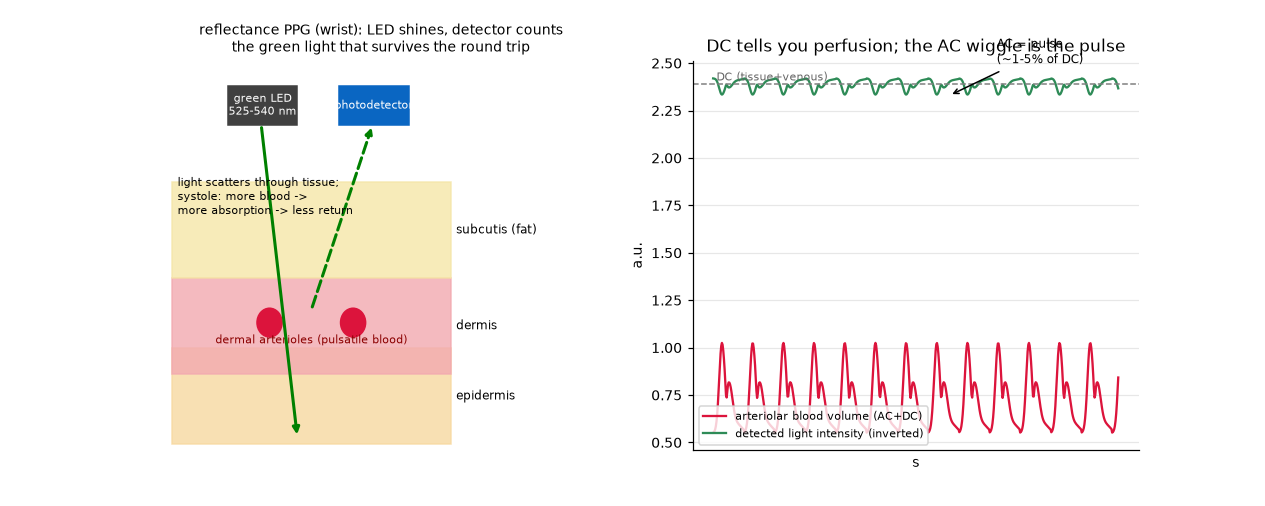 reflectance PPG (wrist): LED shines, detector counts
the green light that survives the round trip
green LED
525-540 nm
photodetector
light scatters through tissue;
systole: more blood ->
more absorption -> less return
subcutis (fat)
dermis
dermal arterioles (pulsatile blood)
epidermis
DC tells you perfusion; the AC wiggle is the pulse
AC = pulse
(~1-5% of DC)
DC (tissue+venous)
2.50
2.25
2.00
1.75
1.50
1.25
1.00
0.75
0.50
a.u.
arteriolar blood volume (AC+DC)
detected light intensity (inverted)
s